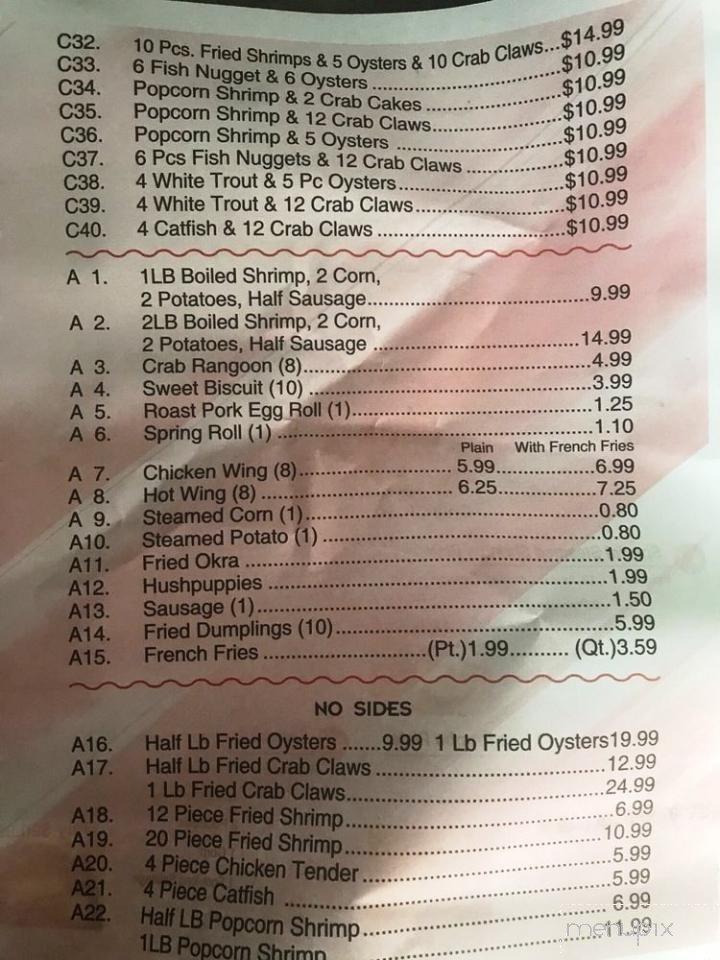 C32. 10 Pcs. Fried Shrimps & 5 Oysters & 10 Crab Claws...$14.99
C33. 6 Fish Nugget & 6 Oysters ..............................$10.99
C34. Popcorn Shrimp & 2 Crab Cakes ......................$10.99
C35. Popcorn Shrimp & 12 Crab Claws.....................$10.99
C36. Popcorn Shrimp & 5 Oysters ...........................$10.99
C37. 6 Pcs Fish Nuggets & 12 Crab Claws ................$10.99
C38. 4 White Trout & 5 Pc Oysters...........................$10.99
C39. 4 White Trout & 12 Crab Claws.........................$10.99
C40. 4 Catfish & 12 Crab Claws ...............................$10.99
A 1. 1LB Boiled Shrimp, 2 Corn,
2 Potatoes, Half Sausage....................................9.99
A 2. 2LB Boiled Shrimp, 2 Corn,
2 Potatoes, Half Sausage ..................................14.99
A 3. Crab Rangoon (8)...............................................4.99
A 4. Sweet Biscuit (10) ..............................................3.99
A 5. Roast Pork Egg Roll (1).......................................1.25
A 6. Spring Roll (1) ....................................................1.10
Plain With French Fries
A 7. Chicken Wing (8)......................... 5.99................6.99
A 8. Hot Wing (8) ............................... 6.25................7.25
A 9. Steamed Corn (1)...............................................0.80
A10. Steamed Potato (1) ............................................0.80
A11. Fried Okra .........................................................1.99
A12. Hushpuppies .....................................................1.99
A13. Sausage (1).......................................................1.50
A14. Fried Dumplings (10)..........................................5.99
A15. French Fries ..........................(Pt.)1.99.......... (Qt.)3.59
NO SIDES
A16. Half Lb Fried Oysters .......9.99 1 Lb Fried Oysters19.99
A17. Half Lb Fried Crab Claws ...................................12.99
1 Lb Fried Crab Claws.......................................24.99
A18. 12 Piece Fried Shrimp........................................6.99
A19. 20 Piece Fried Shrimp.......................................10.99
A20. 4 Piece Chicken Tender .....................................5.99
A21. 4 Piece Catfish ..................................................5.99
A22. Half LB Popcorn Shrimp.....................................6.99
1LB Popcorn Shrimp ........................................11.99
menupix